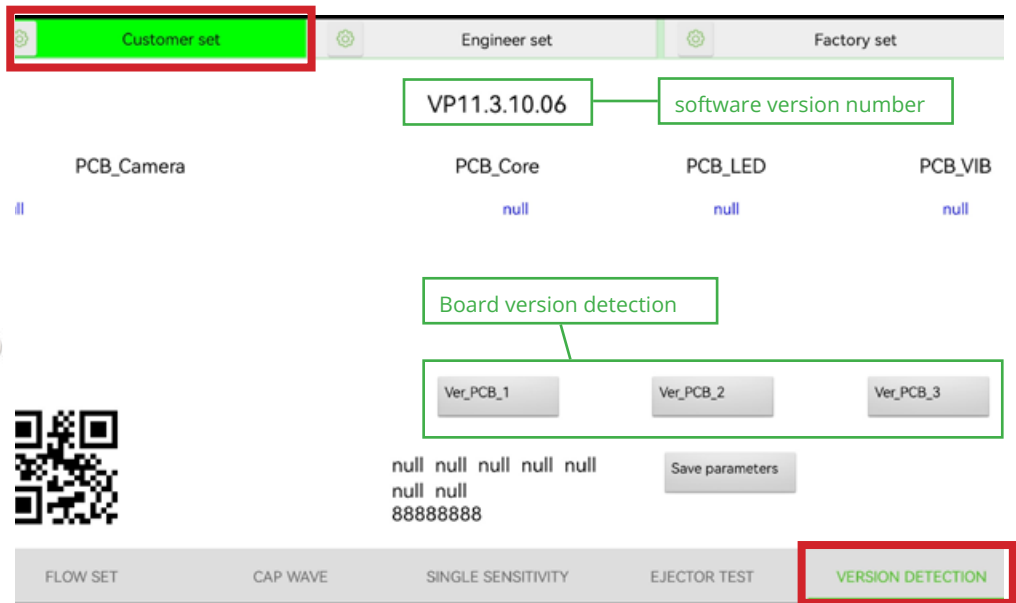 Customer set
Engineer set
Factory set
VP11.3.10.06
software version number
PCB_Camera
PCB_Core
PCB_LED
PCB_VIB
null
null
null
Board version detection
Ver_PCB_1
Ver_PCB_2
Ver_PCB_3
null null null null null
null null
88888888
Save parameters
FLOW SET
CAP WAVE
SINGLE SENSITIVITY
EJECTOR TEST
VERSION DETECTION